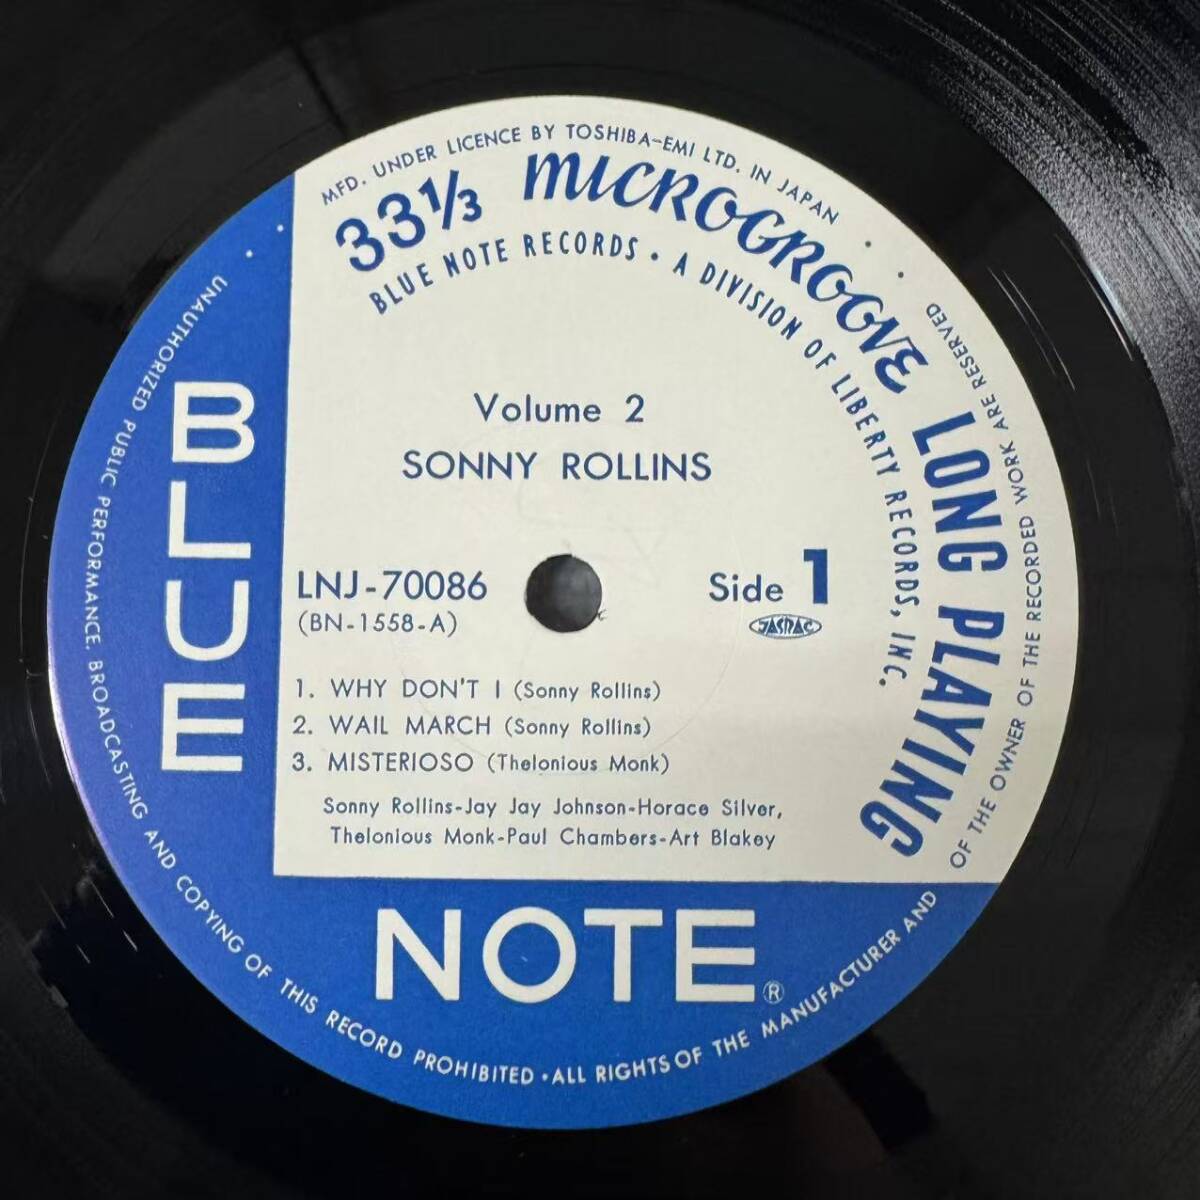 MFD. UNDER LICENCE BY TOSHIBA-EMI LTD. IN JAPAN
33 1/3 MICROGROOVE LONG PLAYING
BLUE NOTE RECORDS • A DIVISION OF LIBERTY RECORDS, INC.
Volume 2
SONNY ROLLINS
LNJ-70086
(BN-1558-A)
Side 1
JASRAC
1. WHY DON'T I (Sonny Rollins)
2. WAIL MARCH (Sonny Rollins)
3. MISTERIOSO (Thelonious Monk)
Sonny Rollins-Jay Jay Johnson-Horace Silver,
Thelonious Monk-Paul Chambers-Art Blakey
BLUE
NOTE®
UNAUTHORIZED PUBLIC PERFORMANCE, BROADCASTING AND COPYING OF THIS RECORD PROHIBITED • ALL RIGHTS OF THE MANUFACTURER AND OF THE OWNER OF THE RECORDED WORK ARE RESERVED